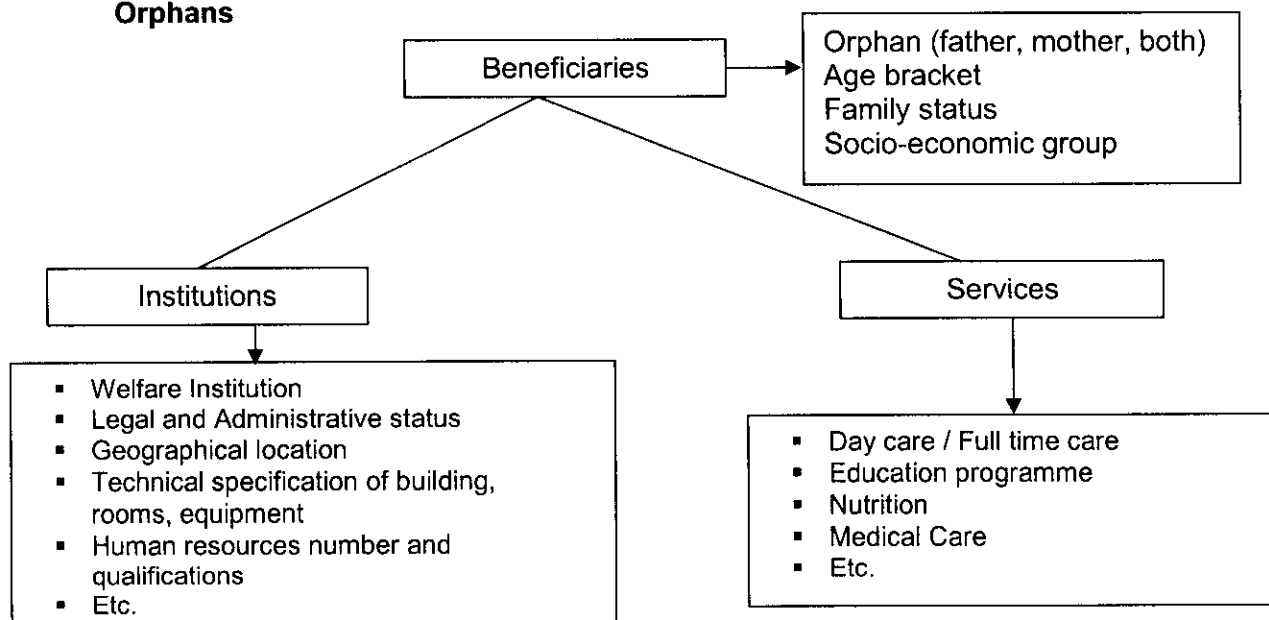 Orphans
Beneficiaries
Orphan (father, mother, both)
Age bracket
Family status
Socio-economic group
Institutions
Services
▪ Welfare Institution
▪ Legal and Administrative status
▪ Geographical location
▪ Technical specification of building,
rooms, equipment
▪ Human resources number and
qualifications
▪ Etc.
▪ Day care / Full time care
▪ Education programme
▪ Nutrition
▪ Medical Care
▪ Etc.